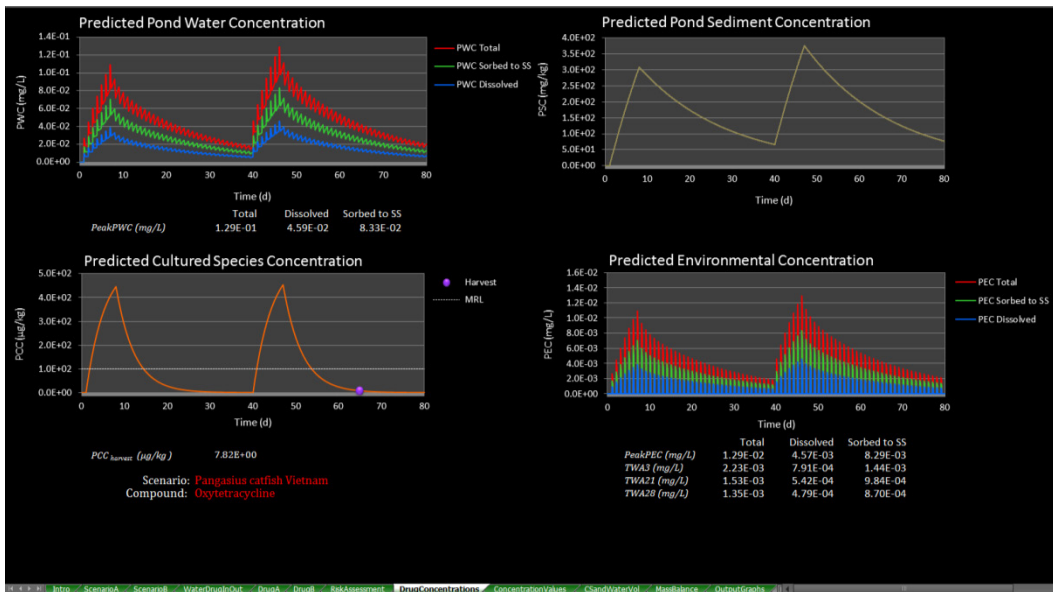 Predicted Pond Water Concentration
1.4E-01
1.2E-01
1.0E-01
8.0E-02
6.0E-02
4.0E-02
2.0E-02
0.0E+00
PWC (mg/L)
0 10 20 30 40 50 60 70 80
Time (d)
PWC Total
PWC Sorbed to SS
PWC Dissolved
Total Dissolved Sorbed to SS
PeakPWC (mg/L) 1.29E-01 4.59E-02 8.33E-02
Predicted Pond Sediment Concentration
4.0E+02
3.5E+02
3.0E+02
2.5E+02
2.0E+02
1.5E+02
1.0E+02
5.0E+01
0.0E+00
PSC (mg/kg)
0 10 20 30 40 50 60 70 80
Time (d)
Predicted Cultured Species Concentration
5.0E+02
4.0E+02
3.0E+02
2.0E+02
1.0E+02
0.0E+00
PCC (µg/kg)
0 10 20 30 40 50 60 70 80
Time (d)
Harvest
MRL
PCC harvest (µg/kg) 7.82E+00
Scenario: Pangasius catfish Vietnam
Compound: Oxytetracycline
Predicted Environmental Concentration
1.6E-02
1.4E-02
1.2E-02
1.0E-02
8.0E-03
6.0E-03
4.0E-03
2.0E-03
0.0E+00
PEC (mg/L)
0 10 20 30 40 50 60 70 80
Time (d)
PEC Total
PEC Sorbed to SS
PEC Dissolved
Total Dissolved Sorbed to SS
PeakPEC (mg/L) 1.29E-02 4.57E-03 8.29E-03
TWA3 (mg/L) 2.23E-03 7.91E-04 1.44E-03
TWA21 (mg/L) 1.53E-03 5.42E-04 9.84E-04
TWA28 (mg/L) 1.35E-03 4.79E-04 8.70E-04
Intro ScenarioA ScenarioB WaterDrugInOut DrugA DrugB RiskAssessment DrugConcentrations ConcentrationValues CSandWaterVol MassBalance OutputGraphs